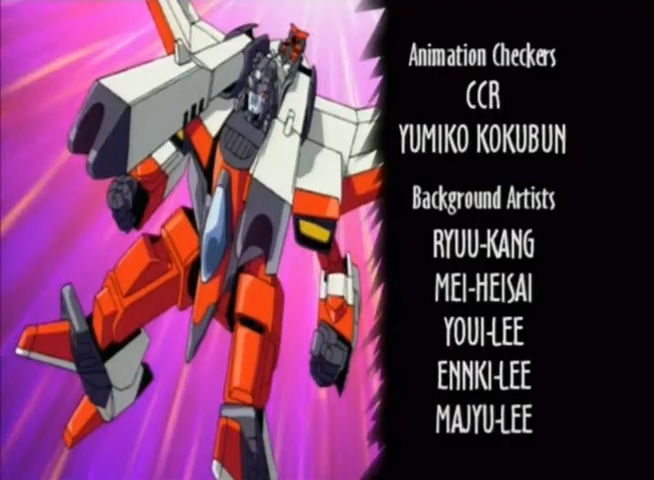 Animation Checkers
CCR
YUMIKO KOKUBUN
Background Artists
RYUU-KANG
MEI-HEISAI
YOUI-LEE
ENNKI-LEE
MAJYU-LEE